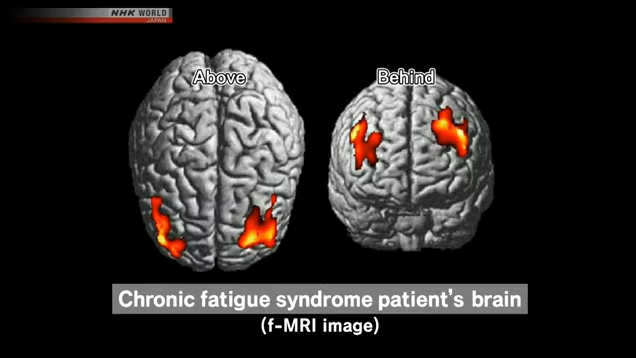 NHK WORLD
JAPAN
Above
Behind
Chronic fatigue syndrome patient's brain
(f-MRI image)